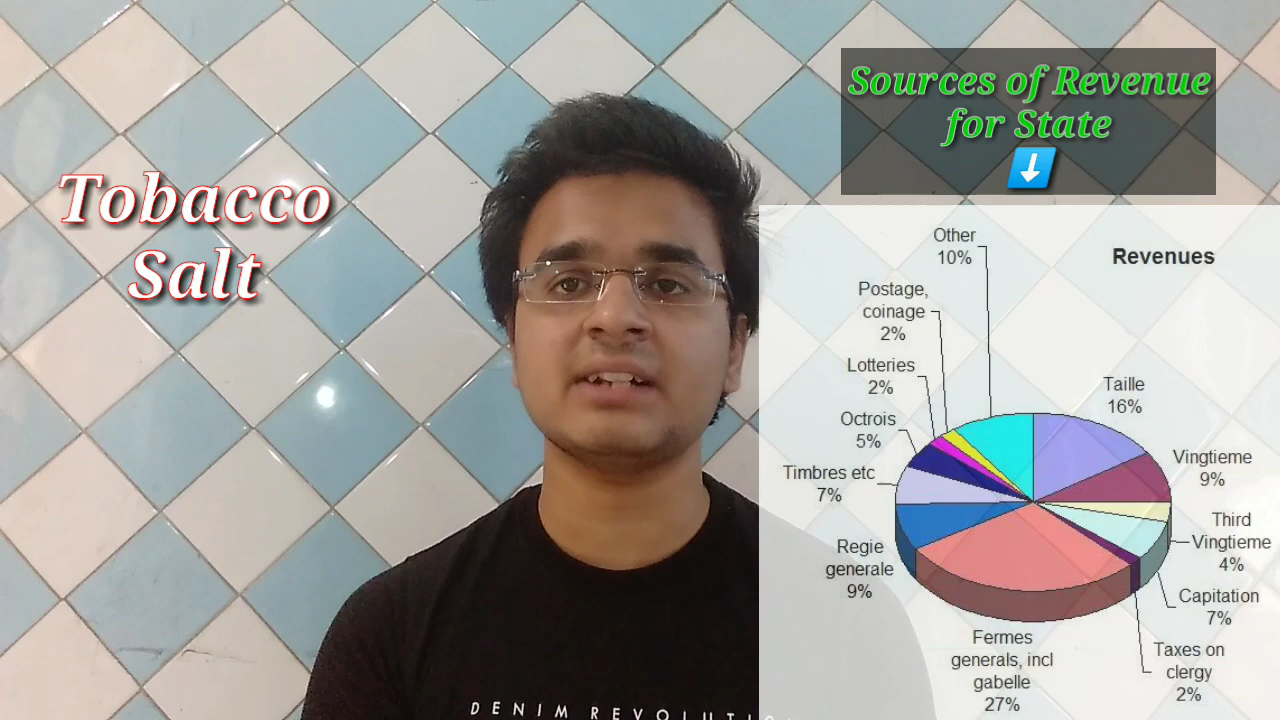 Sources of Revenue
for State
Tobacco
Salt
Revenues
Other
10%
Postage,
coinage
2%
Lotteries
2%
Octrois
5%
Timbres etc
7%
Regie
generale
9%
Fermes
generals, incl
gabelle
27%
Taxes on
clergy
2%
Capitation
7%
Third
Vingtieme
4%
Vingtieme
9%
Taille
16%
DENIM REVOLUTION